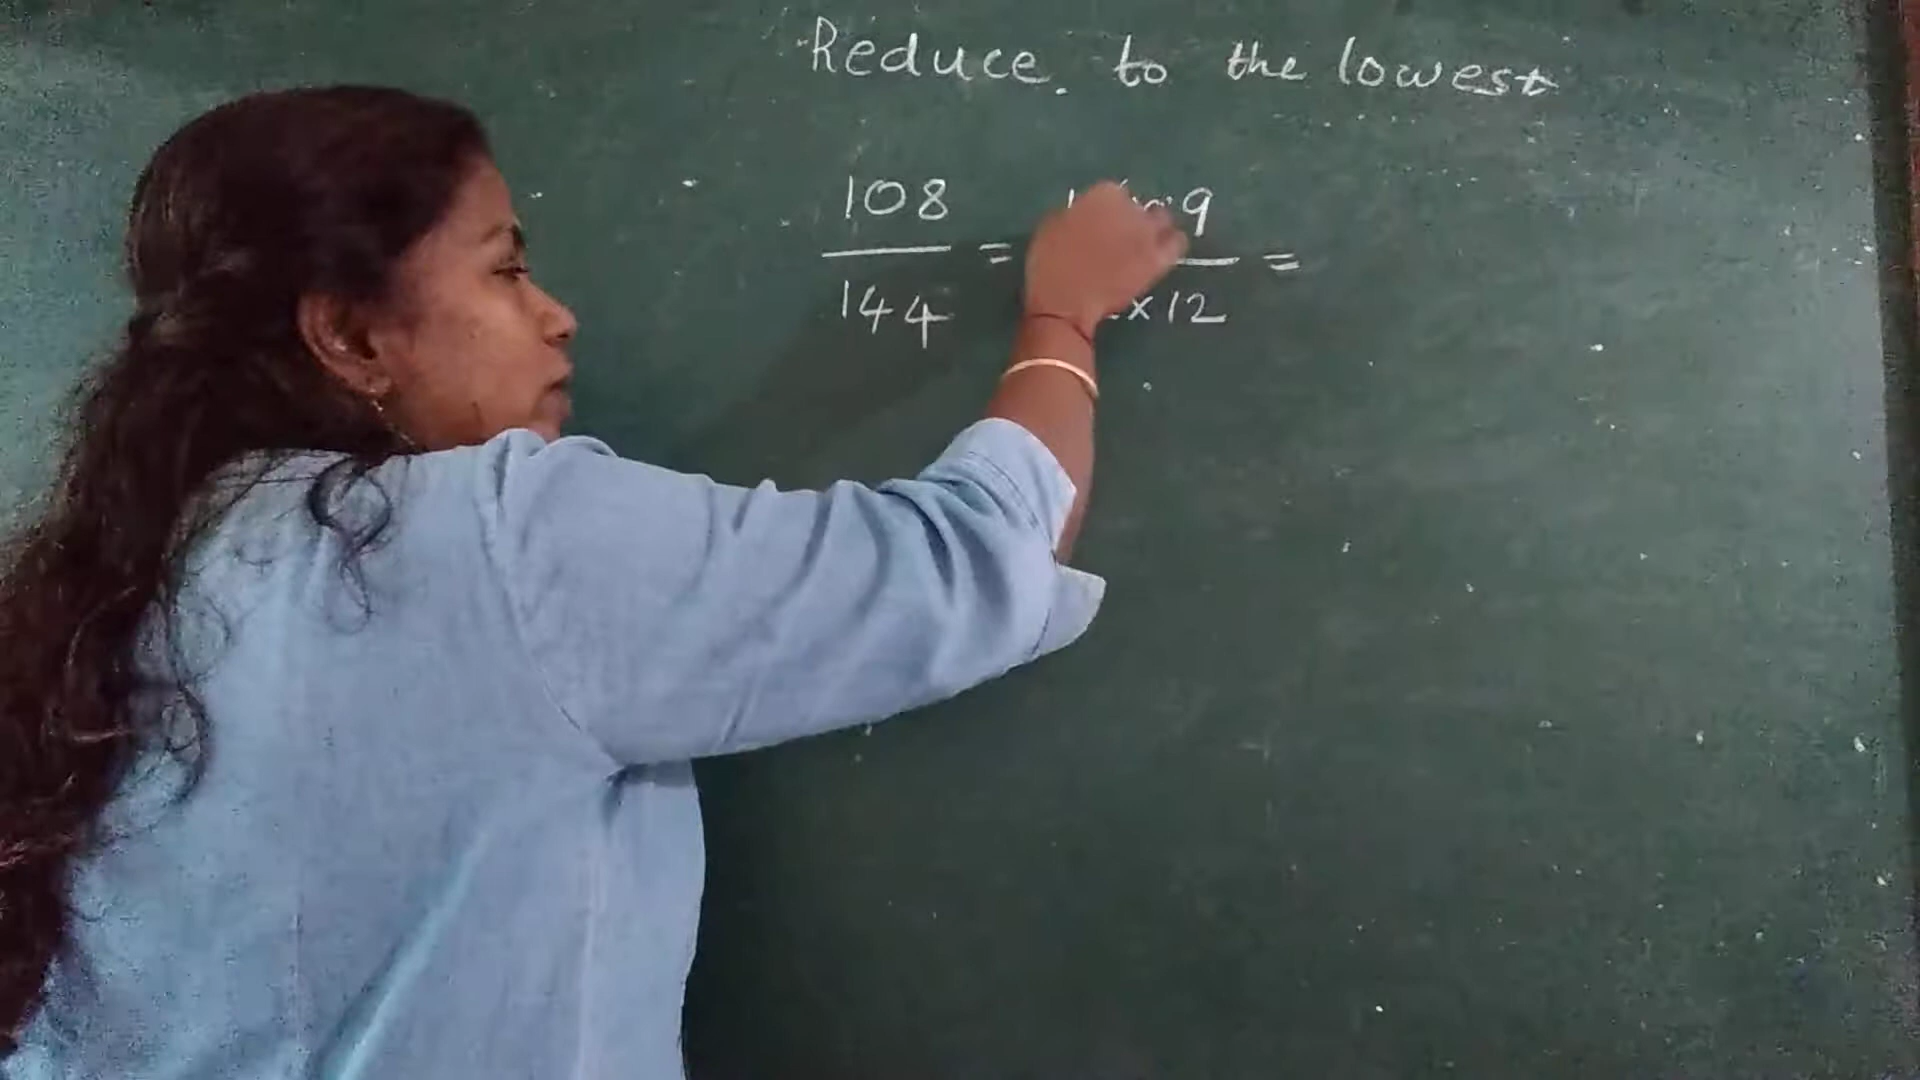 Reduce. to the lowest
108 9
= =
144 x12